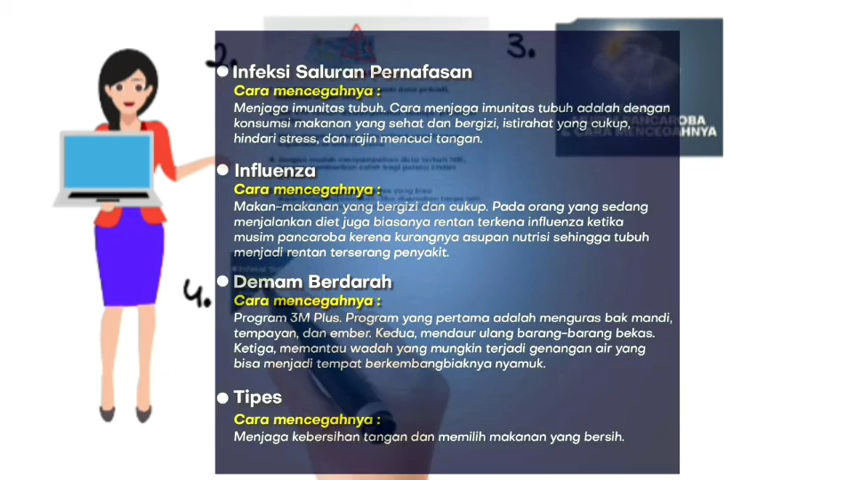 2.
3.
PANCAROBA
& CARA MENCEGAHNYA
Infeksi Saluran Pernafasan
Cara mencegahnya :
Menjaga imunitas tubuh. Cara menjaga imunitas tubuh adalah dengan
konsumsi makanan yang sehat dan bergizi, istirahat yang cukup,
hindari stress, dan rajin mencuci tangan.
Influenza
Cara mencegahnya :
Makan-makanan yang bergizi dan cukup. Pada orang yang sedang
menjalankan diet juga biasanya rentan terkena influenza ketika
musim pancaroba kerena kurangnya asupan nutrisi sehingga tubuh
menjadi rentan terserang penyakit.
4.
Demam Berdarah
Cara mencegahnya :
Program 3M Plus. Program yang pertama adalah menguras bak mandi,
tempayan, dan ember. Kedua, mendaur ulang barang-barang bekas.
Ketiga, memantau wadah yang mungkin terjadi genangan air yang
bisa menjadi tempat berkembangbiaknya nyamuk.
Tipes
Cara mencegahnya :
Menjaga kebersihan tangan dan memilih makanan yang bersih.